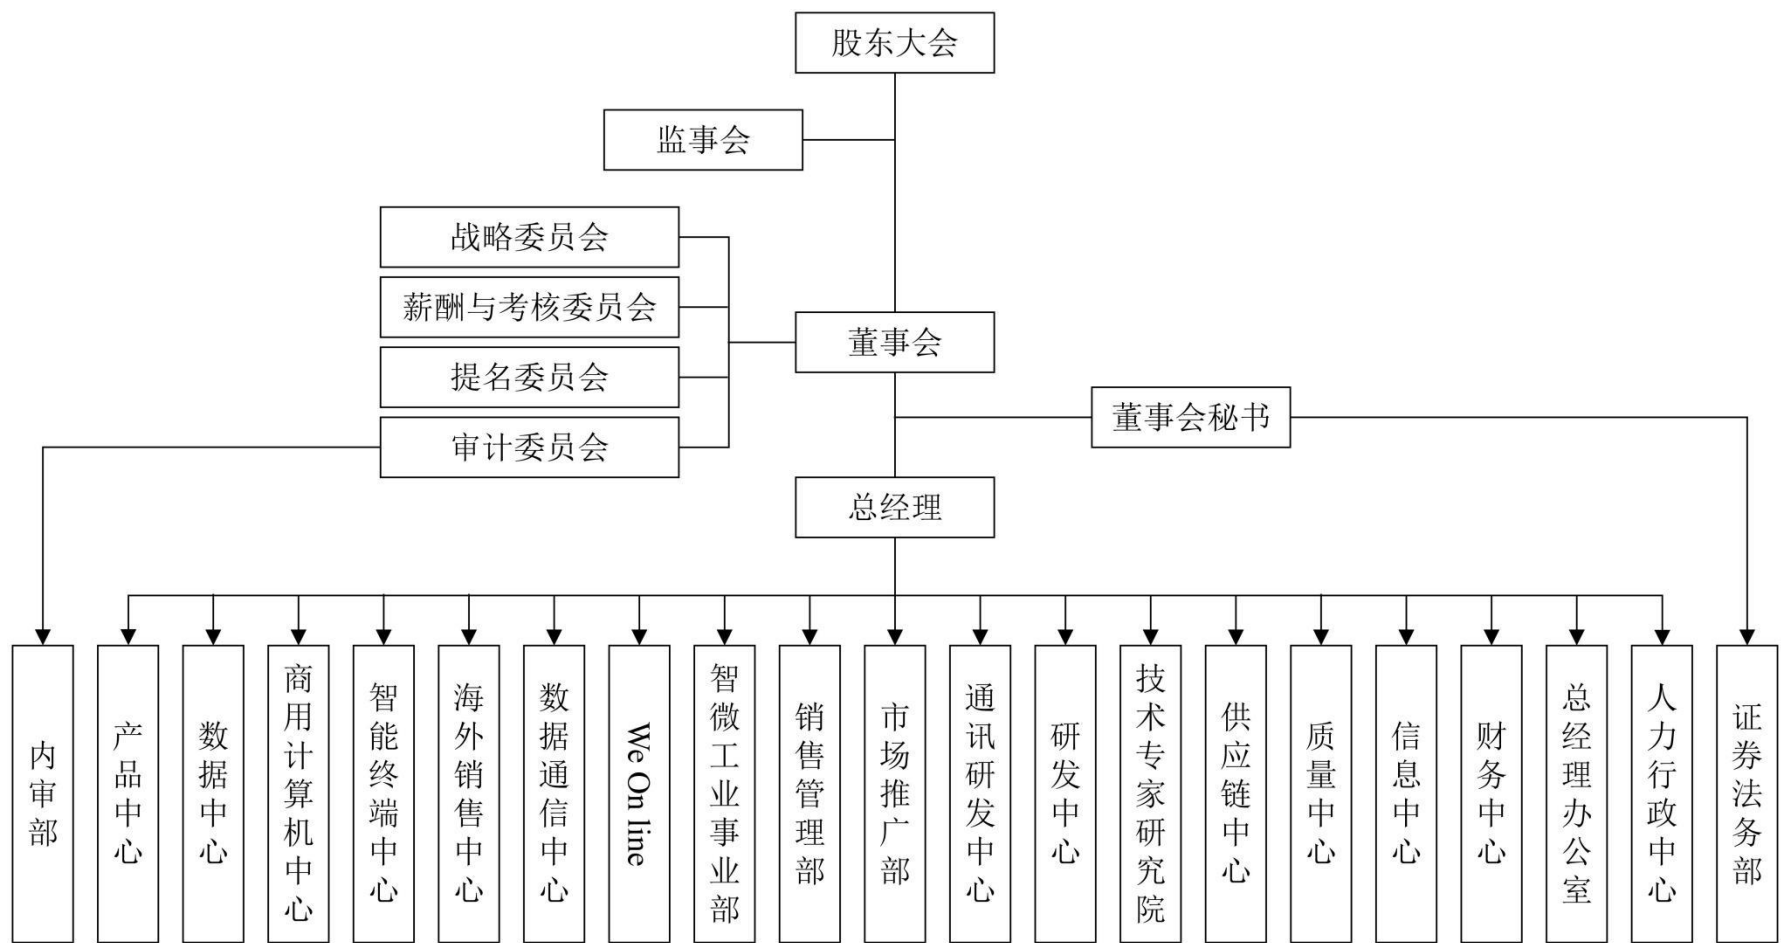 股东大会
监事会
战略委员会
薪酬与考核委员会
董事会
提名委员会
董事会秘书
审计委员会
总经理
内审部
产品中心
数据中心
商用计算机中心
智能终端中心
海外销售中心
数据通信中心
We On line
智微工业事业部
销售管理部
市场推广部
通讯研发中心
研发中心
技术专家研究院
供应链中心
质量中心
信息中心
财务中心
总经理办公室
人力行政中心
证券法务部